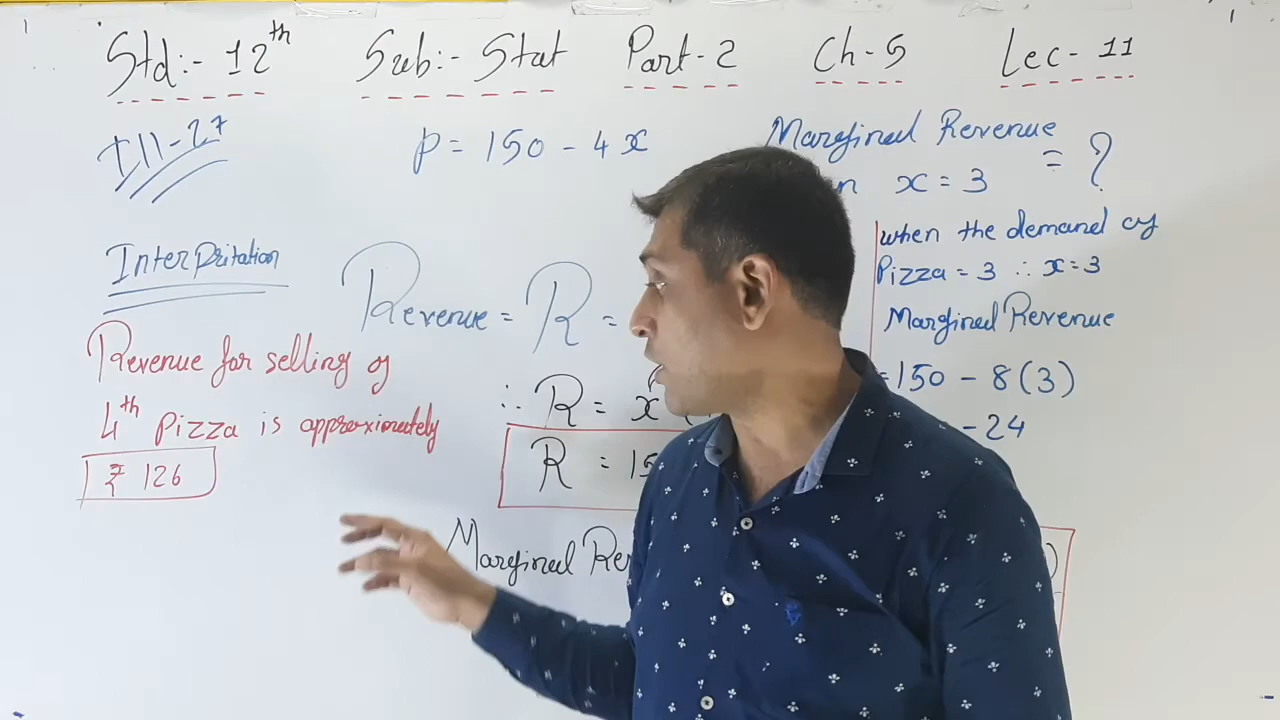 Std:- 12th Sub:- Stat Part-2 Ch-5 Lec-11
Ill-27
p = 150 - 4x
Marginal Revenue
x = 3
= ?
Interpritation
Revenue for selling of
4th Pizza is approximately
₹ 126
Revenue = R =
∴ R = x
R = 15
Marginal Re
when the demand of
Pizza = 3 ∴ x = 3
Marginal Revenue
= 150 - 8(3)
- 24